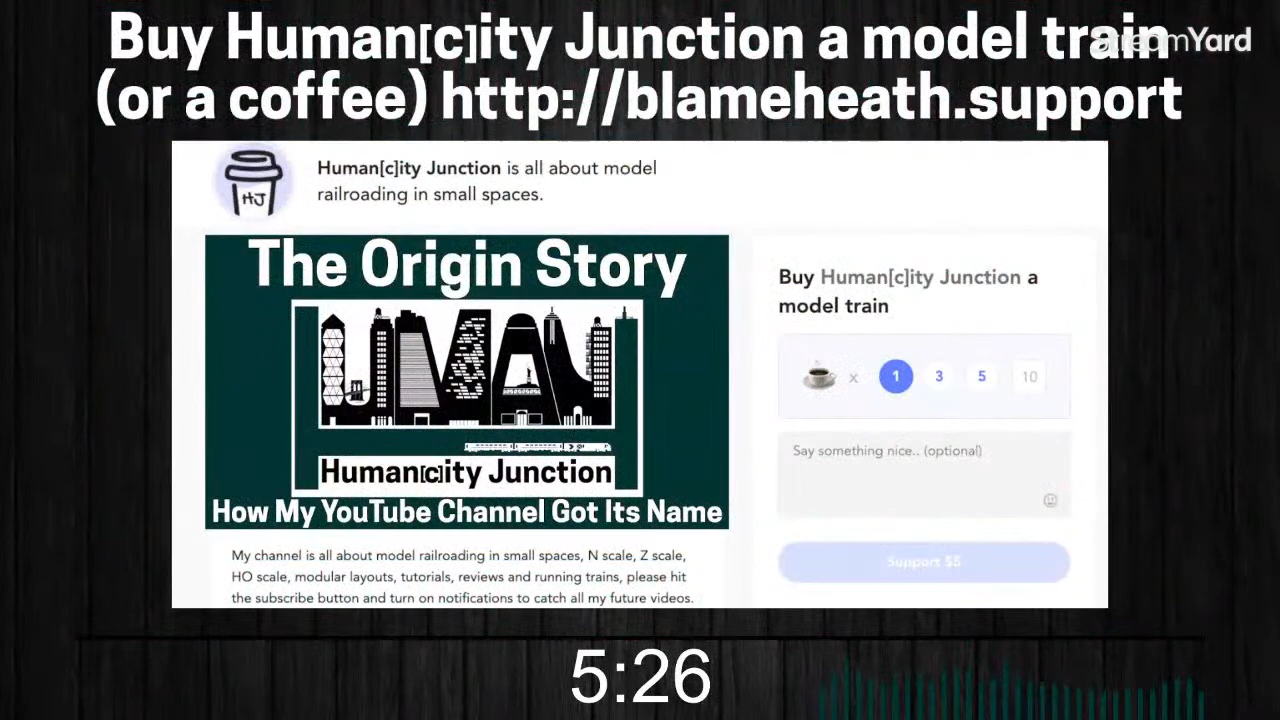 Buy Human[c]ity Junction a model train
StreamYard
(or a coffee) http://blameheath.support
HJ
Human[c]ity Junction is all about model
railroading in small spaces.
The Origin Story
UMAN
Human[c]ity Junction
How My YouTube Channel Got Its Name
My channel is all about model railroading in small spaces, N scale, Z scale,
HO scale, modular layouts, tutorials, reviews and running trains, please hit
the subscribe button and turn on notifications to catch all my future videos.
Buy Human[c]ity Junction a
model train
x 1 3 5 10
Say something nice.. (optional)
Support $5
5:26